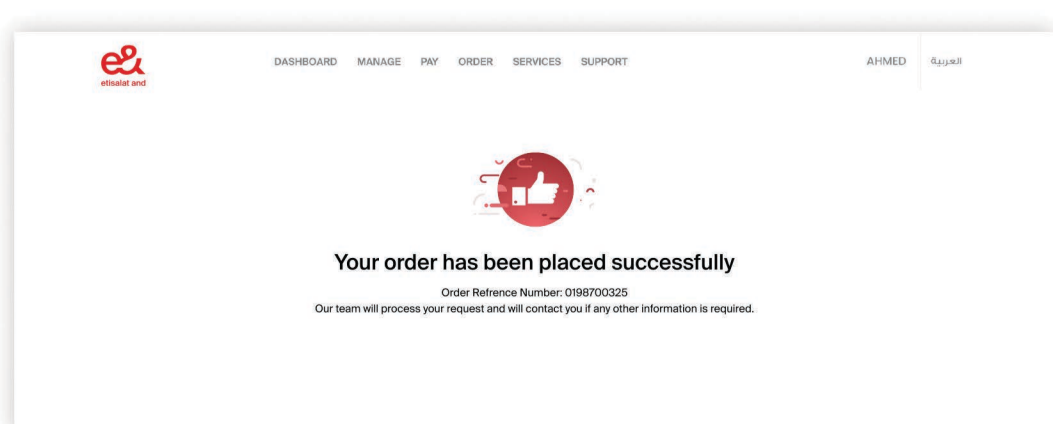 e&
etisalat and
DASHBOARD MANAGE PAY ORDER SERVICES SUPPORT AHMED العربية
Your order has been placed successfully
Order Refrence Number: 0198700325
Our team will process your request and will contact you if any other information is required.